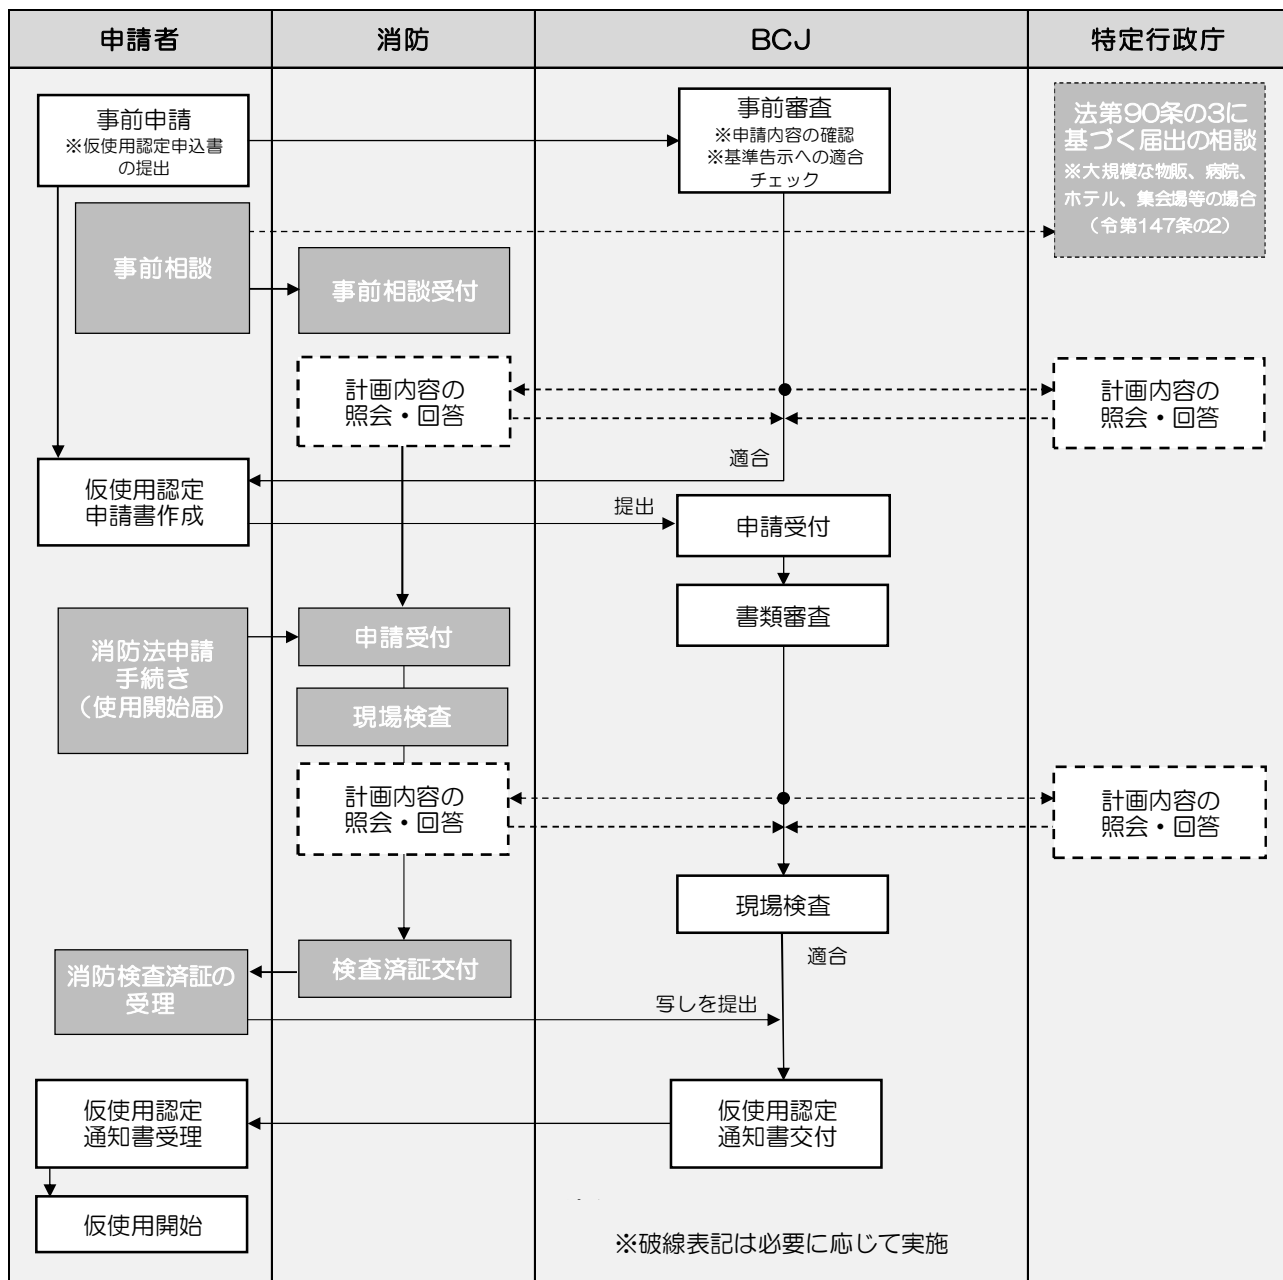 申請者
消防
BCJ
特定行政庁
事前申請
※仮使用認定申込書
の提出
事前審査
※申請内容の確認
※基準告示への適合
チェック
法第90条の3に
基づく届出の相談
※大規模な物販、病院、
ホテル、集会場等の場合
（令第147条の2）
事前相談
事前相談受付
計画内容の
照会・回答
計画内容の
照会・回答
適合
仮使用認定
申請書作成
提出
申請受付
書類審査
消防法申請
手続き
（使用開始届）
申請受付
現場検査
計画内容の
照会・回答
計画内容の
照会・回答
現場検査
適合
消防検査済証の
受理
検査済証交付
写しを提出
仮使用認定
通知書受理
仮使用認定
通知書交付
仮使用開始
※破線表記は必要に応じて実施